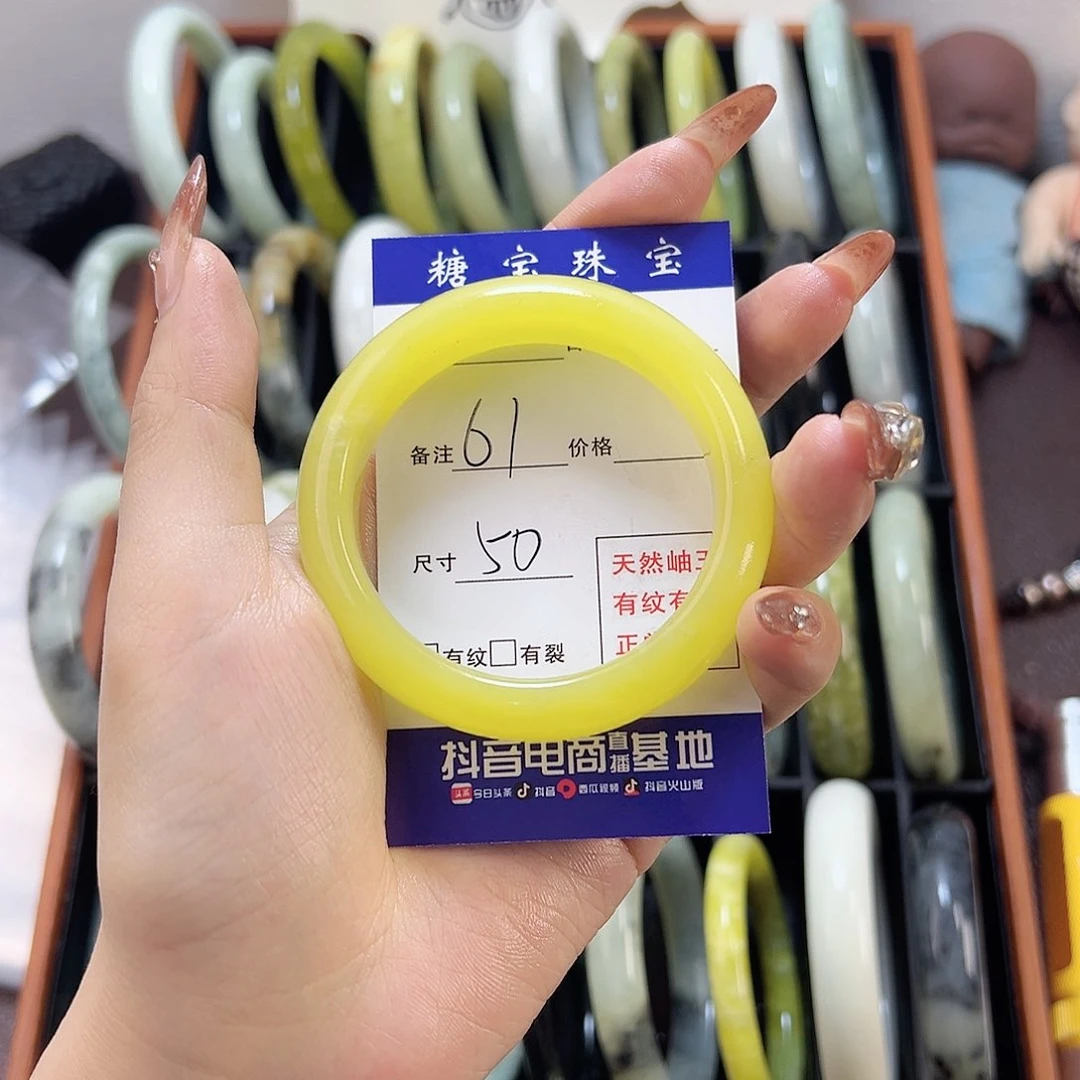 糖宝珠宝
备注 61 价格
尺寸 50
天然岫
有纹有
有纹□有裂
抖音电商直播基地
今日头条 抖音 西瓜视频 抖音火山版